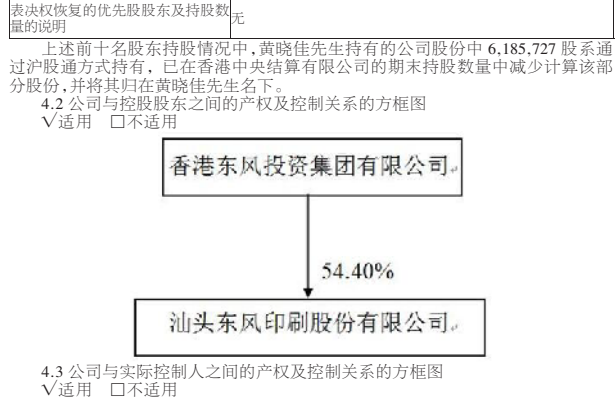 表决权恢复的优先股股东及持股数
量的说明
无
上述前十名股东持股情况中,黄晓佳先生持有的公司股份中 6,185,727 股系通
过沪股通方式持有，已在香港中央结算有限公司的期末持股数量中减少计算该部
分股份,并将其归在黄晓佳先生名下。
4.2 公司与控股股东之间的产权及控制关系的方框图
√适用 □不适用
香港东风投资集团有限公司
54.40%
汕头东风印刷股份有限公司
4.3 公司与实际控制人之间的产权及控制关系的方框图
√适用 □不适用